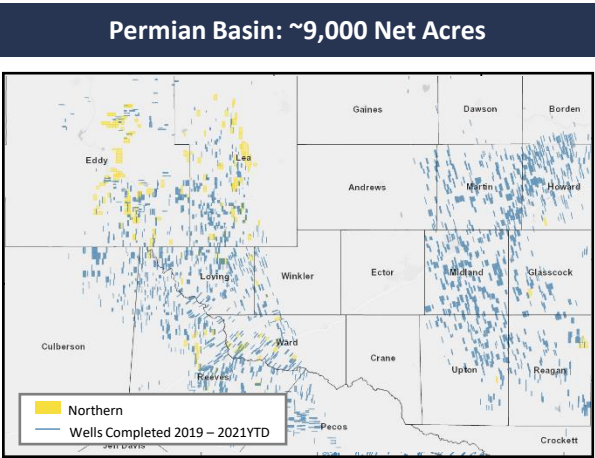 Permian Basin: ~9,000 Net Acres
Gaines
Dawson
Borden
Eddy
Lea
Andrews
Martin
Howard
Loving
Winkler
Ector
Midland
Glasscock
Culberson
Ward
Crane
Reeves
Upton
Reagan
Northern
Wells Completed 2019 – 2021YTD
Pecos
Jeff Davis
Crockett